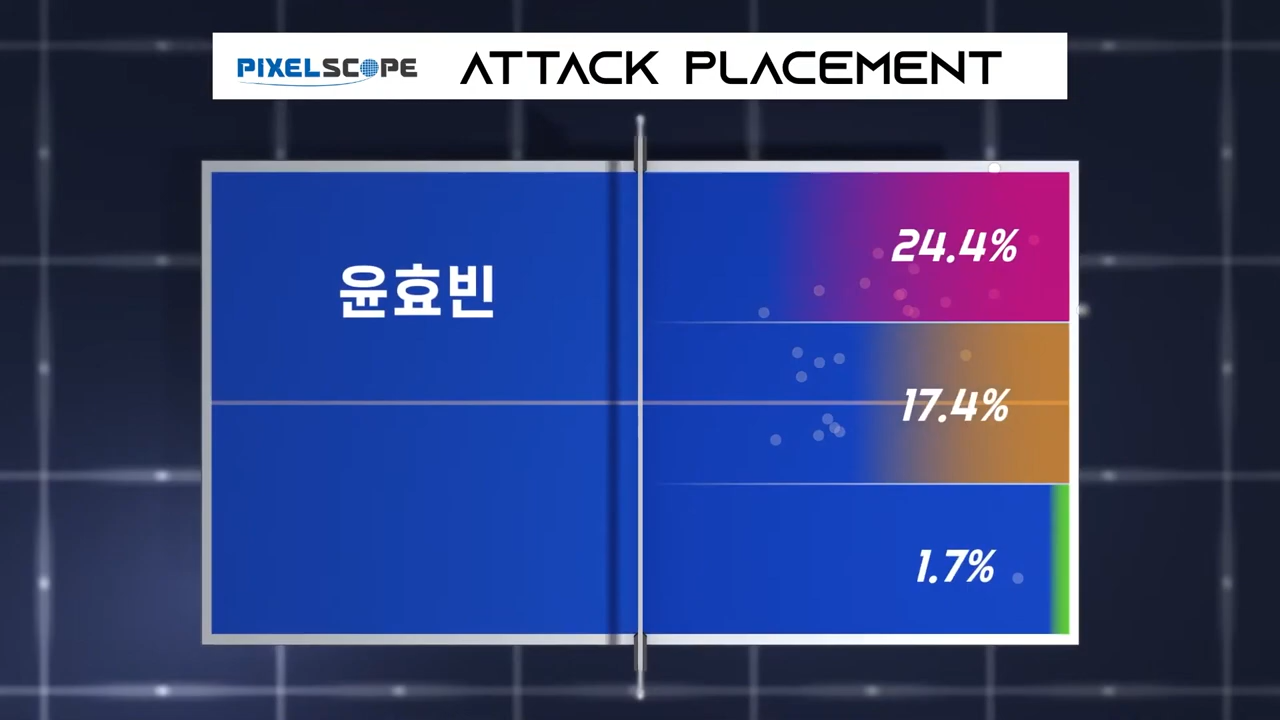 PIXELSCOPE ATTACK PLACEMENT
윤효빈
24.4%
17.4%
1.7%